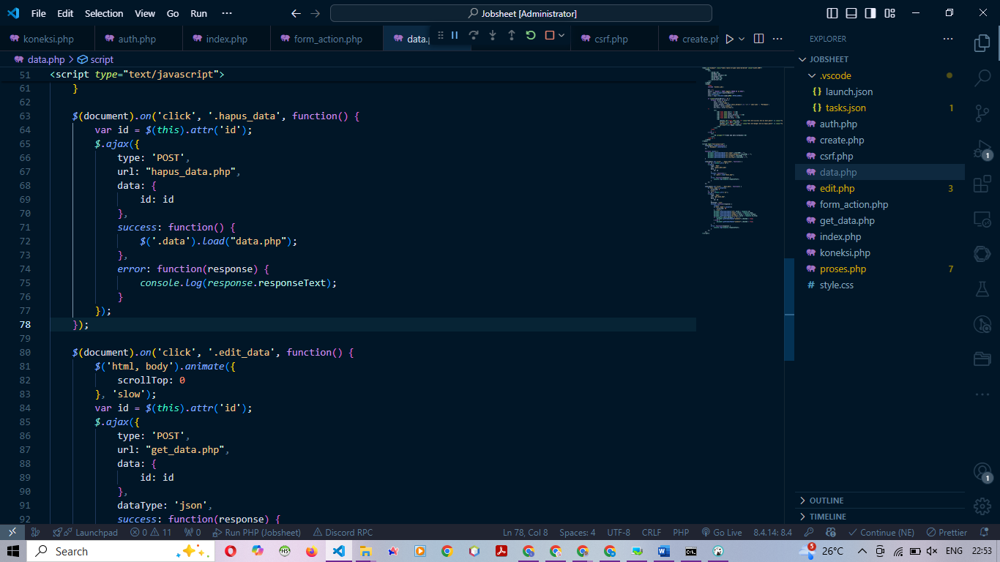 File Edit Selection View Go Run ··· Jobsheet [Administrator]
koneksi.php auth.php index.php form_action.php data. csrf.php create.ph
data.php > script
51 <script type="text/javascript">
61 }
62
63 $(document).on('click', '.hapus_data', function() {
64 var id = $(this).attr('id');
65 $.ajax({
66 type: 'POST',
67 url: "hapus_data.php",
68 data: {
69 id: id
70 },
71 success: function() {
72 $('.data').load("data.php");
73 },
74 error: function(response) {
75 console.log(response.responseText);
76 }
77 });
78 });
79
80 $(document).on('click', '.edit_data', function() {
81 $('html, body').animate({
82 scrollTop: 0
83 }, 'slow');
84 var id = $(this).attr('id');
85 $.ajax({
86 type: 'POST',
87 url: "get_data.php",
88 data: {
89 id: id
90 },
91 dataType: 'json',
92 success: function(response) {
EXPLORER
JOBSHEET
.vscode
{} launch.json
{} tasks.json 1
auth.php
create.php
csrf.php
data.php
edit.php 3
form_action.php
get_data.php
index.php
koneksi.php
proses.php 7
# style.css
OUTLINE
TIMELINE
1
1
Launchpad 0 11 0 Run PHP (Jobsheet) Discord RPC Ln 78, Col 8 Spaces: 4 UTF-8 CRLF PHP Go Live 8.4.14: 8.4 Continue (NE) Prettier
Search 5 26°C ENG 22:53